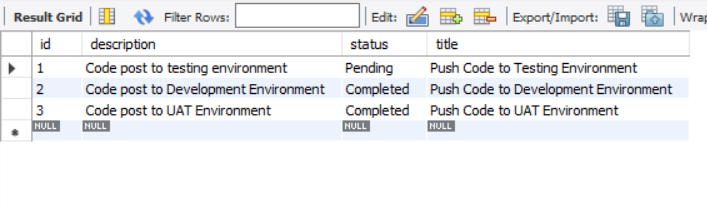 Result Grid Filter Rows: Edit: Export/Import: Wrap
id description status title
1 Code post to testing environment Pending Push Code to Testing Environment
2 Code post to Development Environment Completed Push Code to Development Environment
3 Code post to UAT Environment Completed Push Code to UAT Environment
NULL NULL NULL NULL